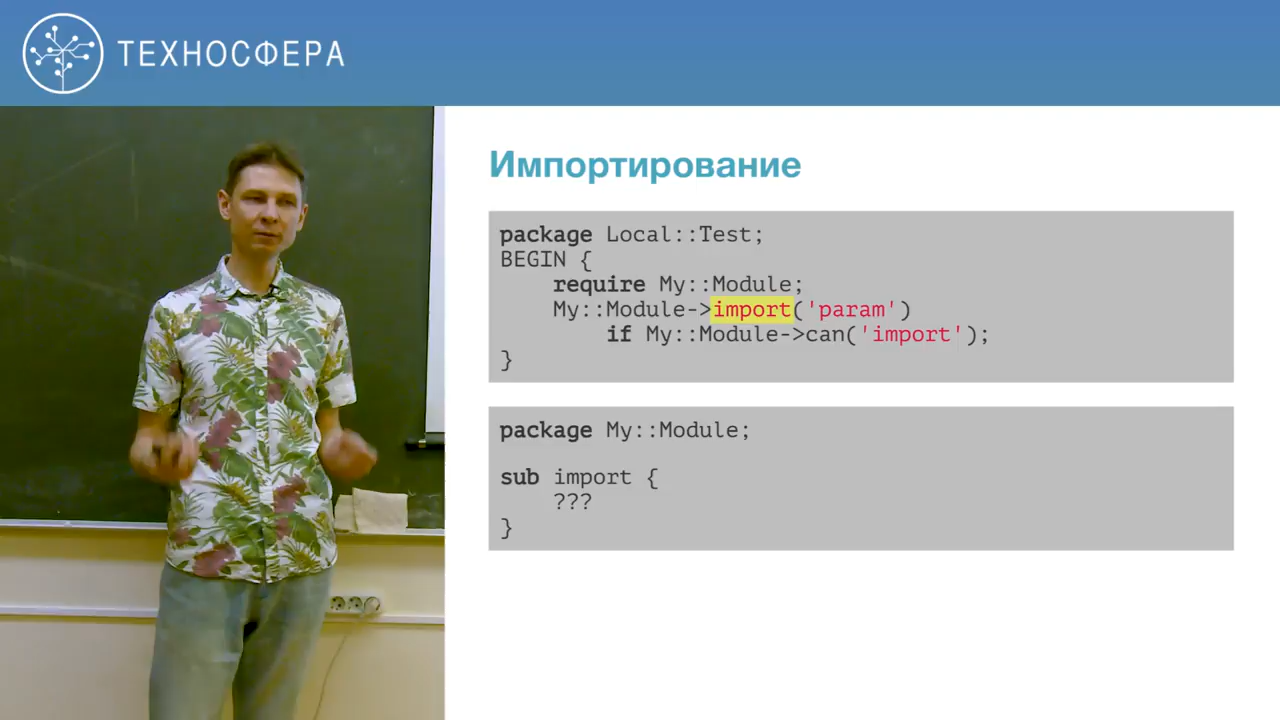 ТЕХНОСФЕРА
Импортирование
package Local::Test;
BEGIN {
    require My::Module;
    My::Module->import('param')
        if My::Module->can('import');
}
package My::Module;
sub import {
    ???
}